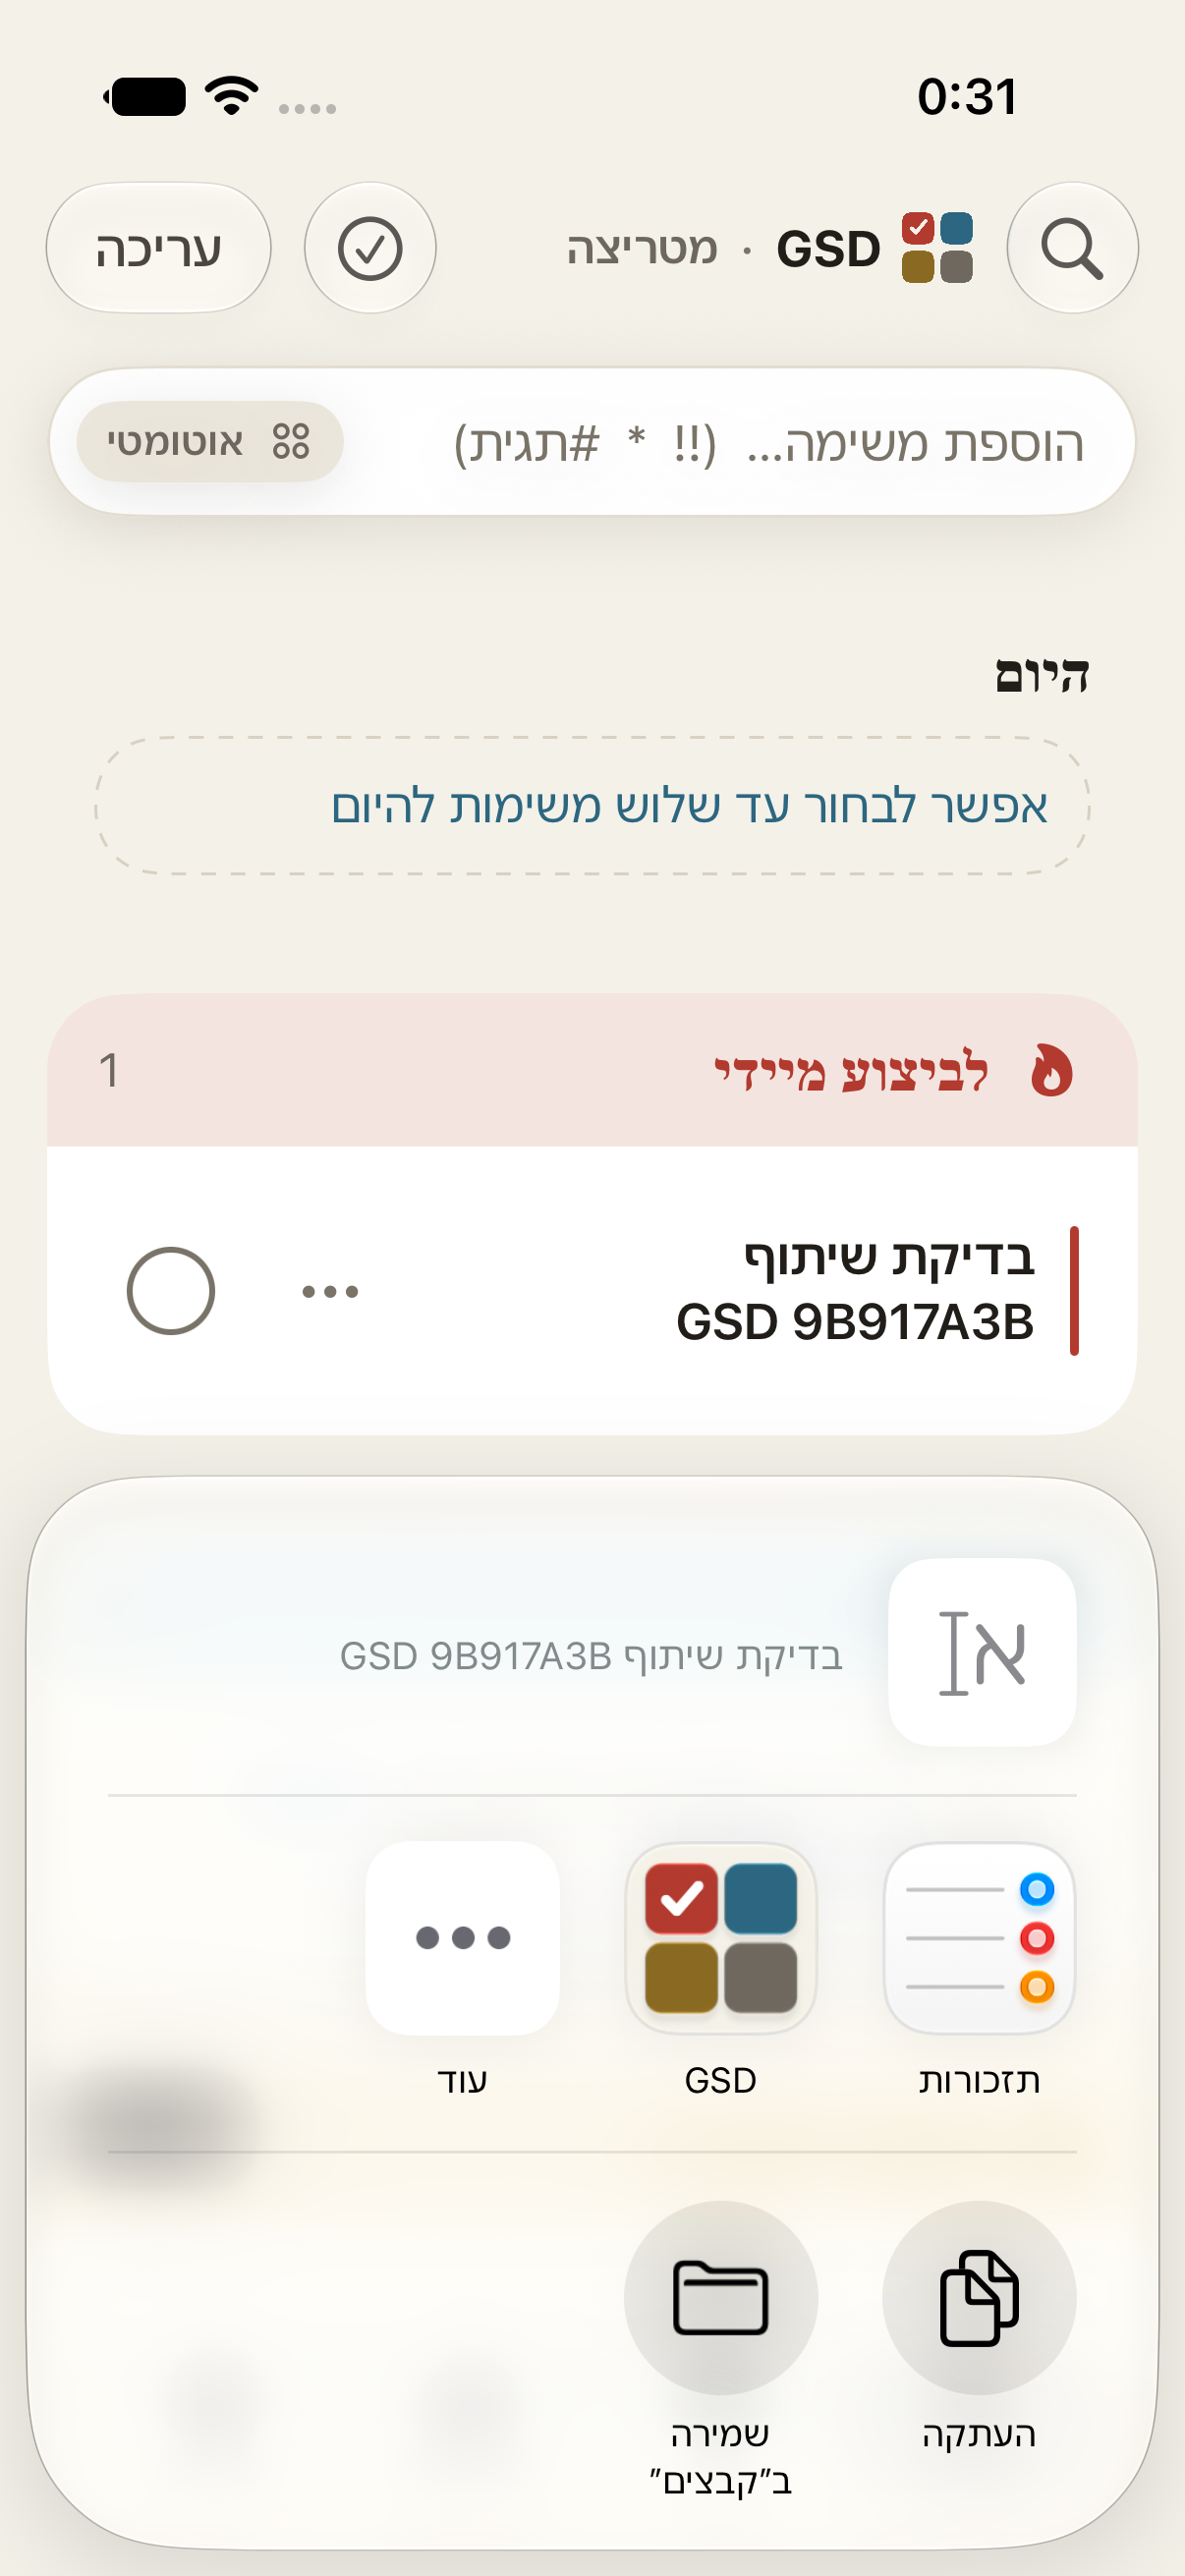 0:31
GSD · מטריצה
עריכה
הוספת משימה... (!! * #תגית)
אוטומטי
היום
אפשר לבחור עד שלוש משימות להיום
לביצוע מיידי
1
בדיקת שיתוף
GSD 9B917A3B
א
בדיקת שיתוף GSD 9B917A3B
תזכורות
GSD
עוד
העתקה
שמירה
ב"קבצים"